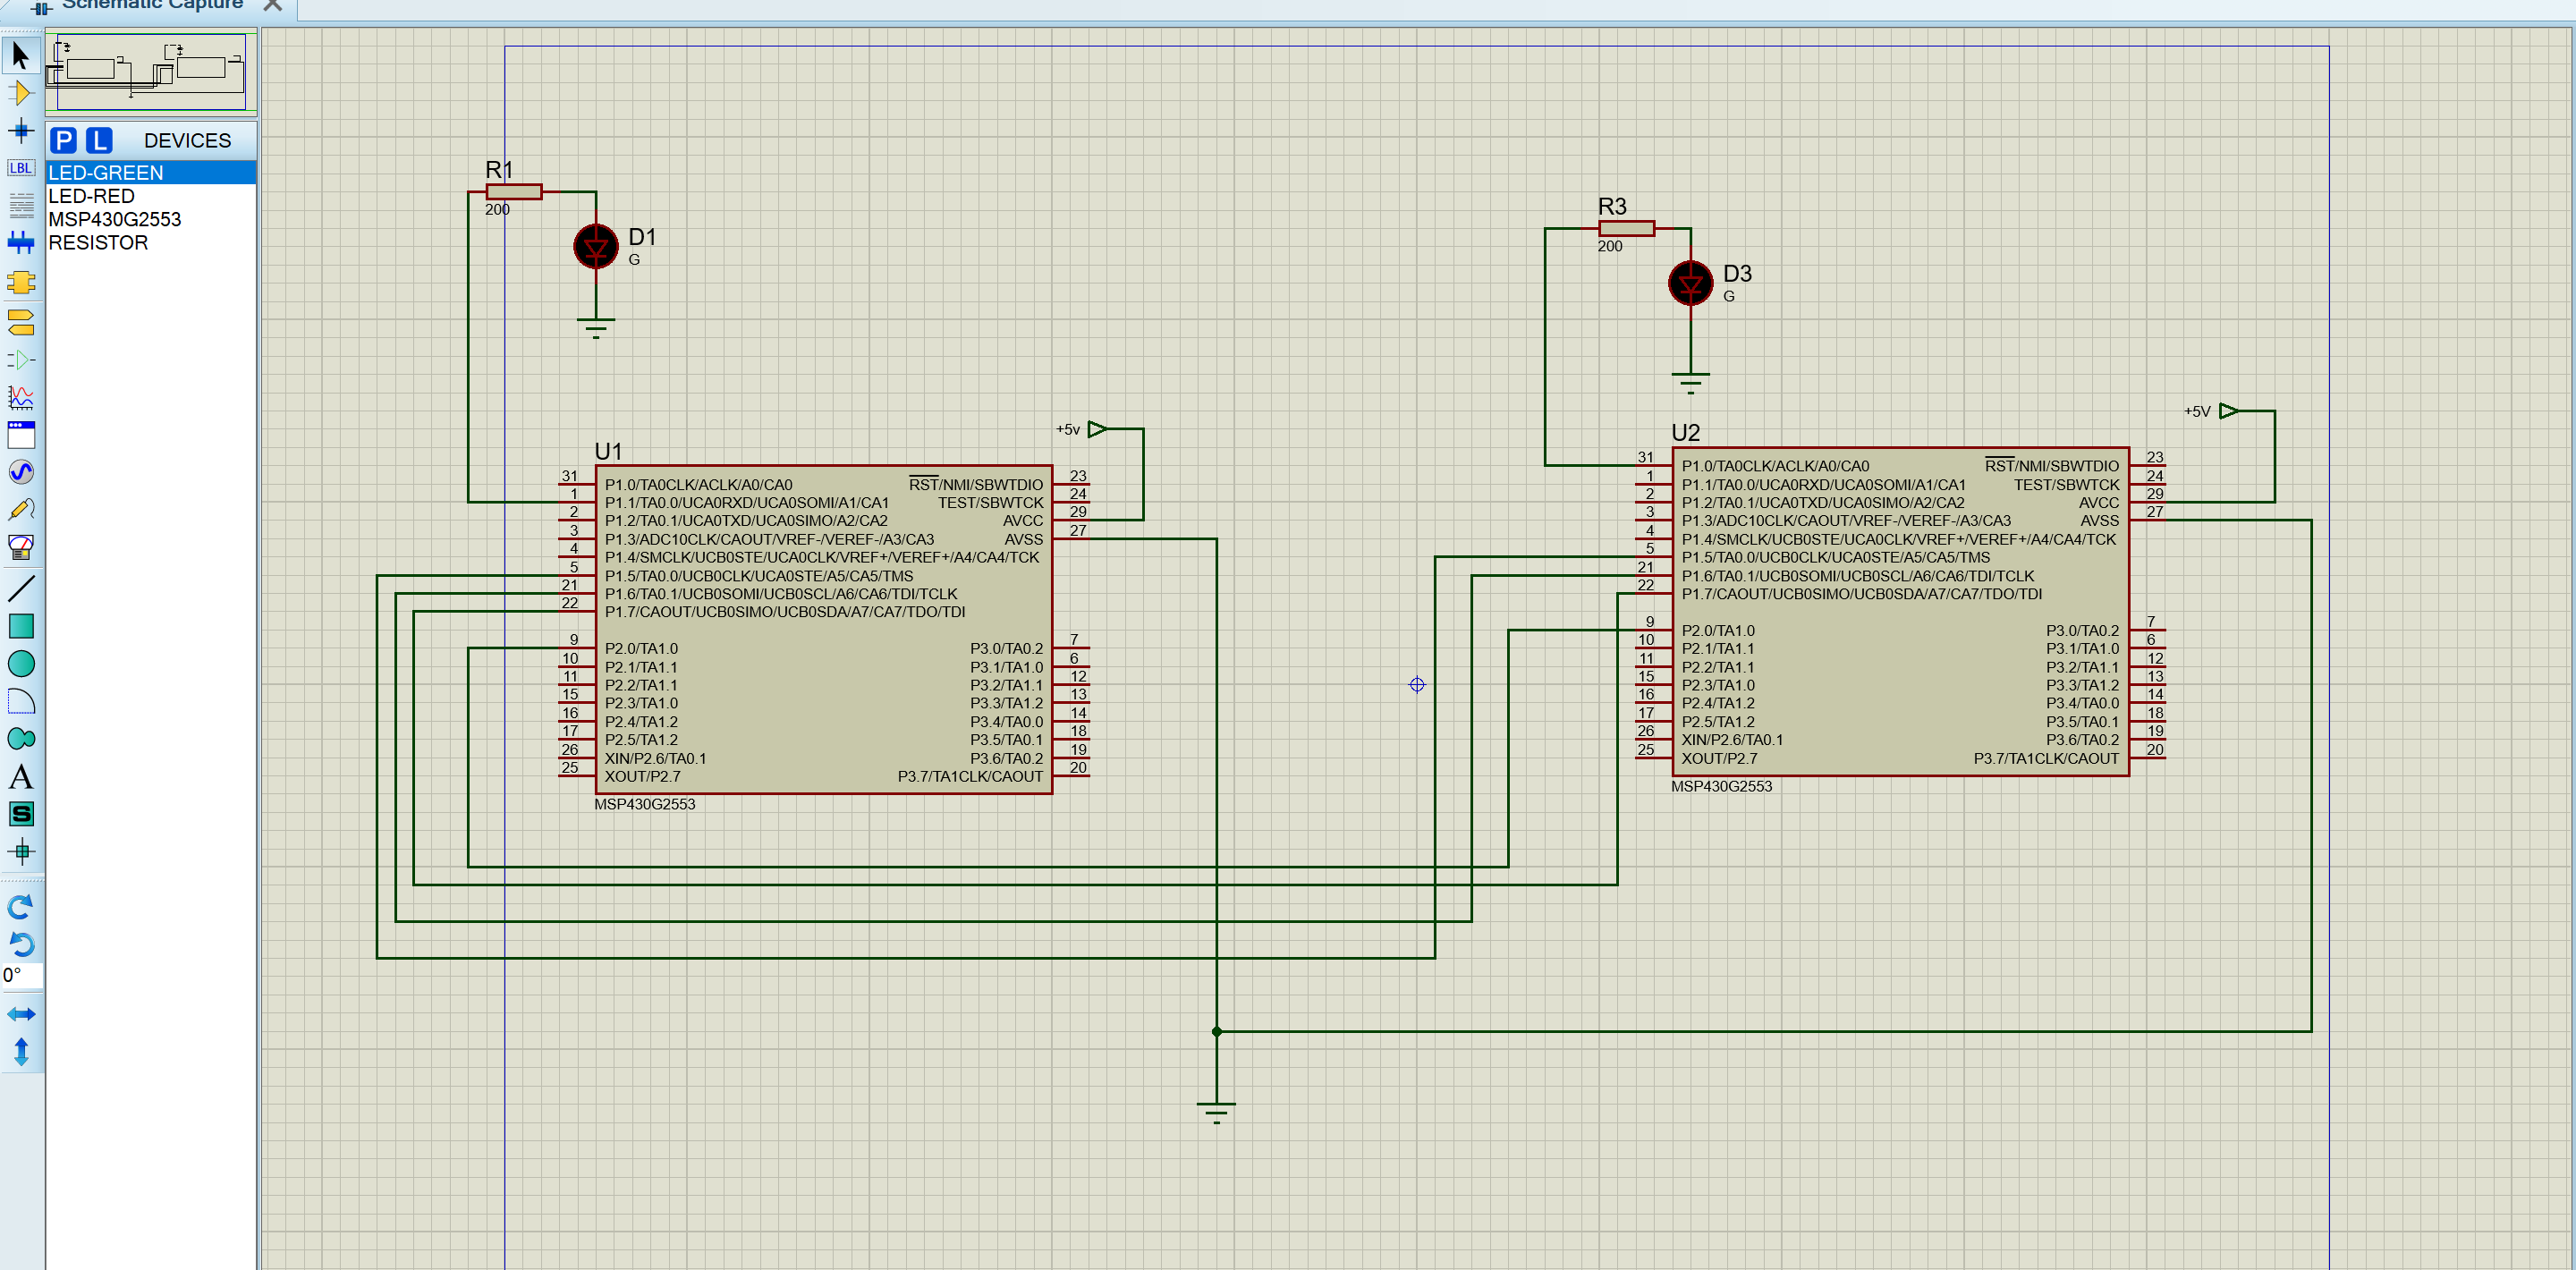 Schematic Capture
P L DEVICES
LBL
LED-GREEN
LED-RED
MSP430G2553
RESISTOR
A
S
0°
R1
200
D1
G
R3
200
D3
G
+5v
U1
31 P1.0/TA0CLK/ACLK/A0/CA0 RST/NMI/SBWTDIO 23
1 P1.1/TA0.0/UCA0RXD/UCA0SOMI/A1/CA1 TEST/SBWTCK 24
2 P1.2/TA0.1/UCA0TXD/UCA0SIMO/A2/CA2 AVCC 29
3 P1.3/ADC10CLK/CAOUT/VREF-/VEREF-/A3/CA3 AVSS 27
4 P1.4/SMCLK/UCB0STE/UCA0CLK/VREF+/VEREF+/A4/CA4/TCK
5 P1.5/TA0.0/UCB0CLK/UCA0STE/A5/CA5/TMS
21 P1.6/TA0.1/UCB0SOMI/UCB0SCL/A6/CA6/TDI/TCLK
22 P1.7/CAOUT/UCB0SIMO/UCB0SDA/A7/CA7/TDO/TDI
9 P2.0/TA1.0 P3.0/TA0.2 7
10 P2.1/TA1.1 P3.1/TA1.0 6
11 P2.2/TA1.1 P3.2/TA1.1 12
15 P2.3/TA1.0 P3.3/TA1.2 13
16 P2.4/TA1.2 P3.4/TA0.0 14
17 P2.5/TA1.2 P3.5/TA0.1 18
26 XIN/P2.6/TA0.1 P3.6/TA0.2 19
25 XOUT/P2.7 P3.7/TA1CLK/CAOUT 20
MSP430G2553
+5V
U2
31 P1.0/TA0CLK/ACLK/A0/CA0 RST/NMI/SBWTDIO 23
1 P1.1/TA0.0/UCA0RXD/UCA0SOMI/A1/CA1 TEST/SBWTCK 24
2 P1.2/TA0.1/UCA0TXD/UCA0SIMO/A2/CA2 AVCC 29
3 P1.3/ADC10CLK/CAOUT/VREF-/VEREF-/A3/CA3 AVSS 27
4 P1.4/SMCLK/UCB0STE/UCA0CLK/VREF+/VEREF+/A4/CA4/TCK
5 P1.5/TA0.0/UCB0CLK/UCA0STE/A5/CA5/TMS
21 P1.6/TA0.1/UCB0SOMI/UCB0SCL/A6/CA6/TDI/TCLK
22 P1.7/CAOUT/UCB0SIMO/UCB0SDA/A7/CA7/TDO/TDI
9 P2.0/TA1.0 P3.0/TA0.2 7
10 P2.1/TA1.1 P3.1/TA1.0 6
11 P2.2/TA1.1 P3.2/TA1.1 12
15 P2.3/TA1.0 P3.3/TA1.2 13
16 P2.4/TA1.2 P3.4/TA0.0 14
17 P2.5/TA1.2 P3.5/TA0.1 18
26 XIN/P2.6/TA0.1 P3.6/TA0.2 19
25 XOUT/P2.7 P3.7/TA1CLK/CAOUT 20
MSP430G2553